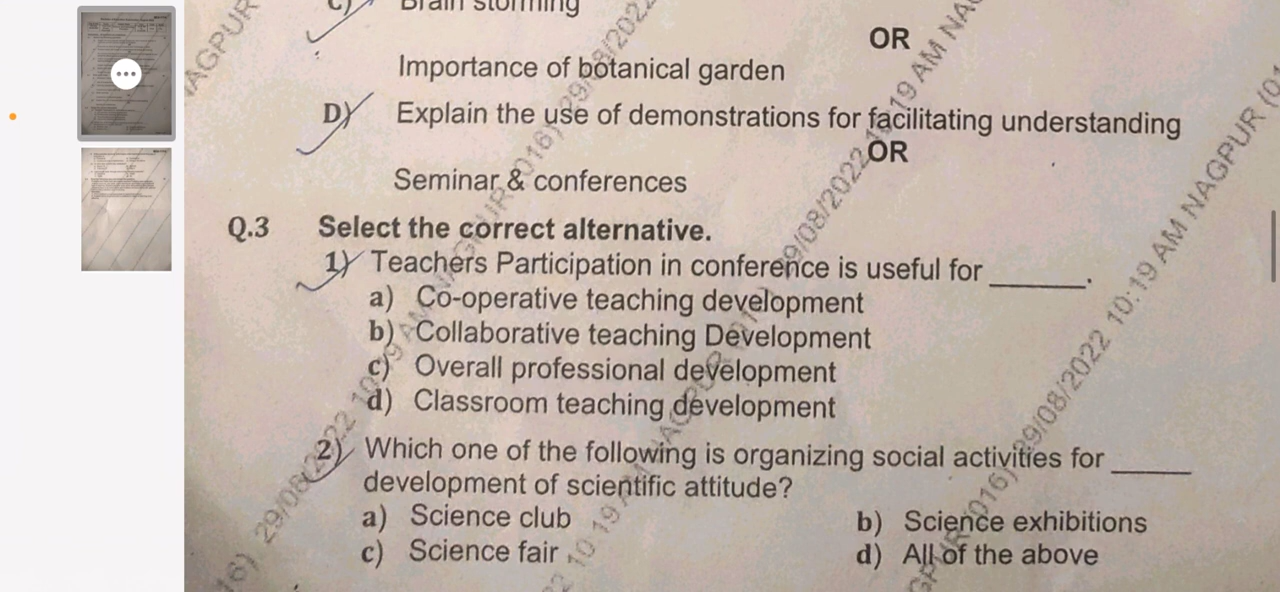 C) Brain storming
OR
Importance of botanical garden
D) Explain the use of demonstrations for facilitating understanding
OR
Seminar & conferences
Q.3 Select the correct alternative.
1) Teachers Participation in conference is useful for ______.
a) Co-operative teaching development
b) Collaborative teaching Development
c) Overall professional development
d) Classroom teaching development
2) Which one of the following is organizing social activities for ______
development of scientific attitude?
a) Science club b) Science exhibitions
c) Science fair d) All of the above